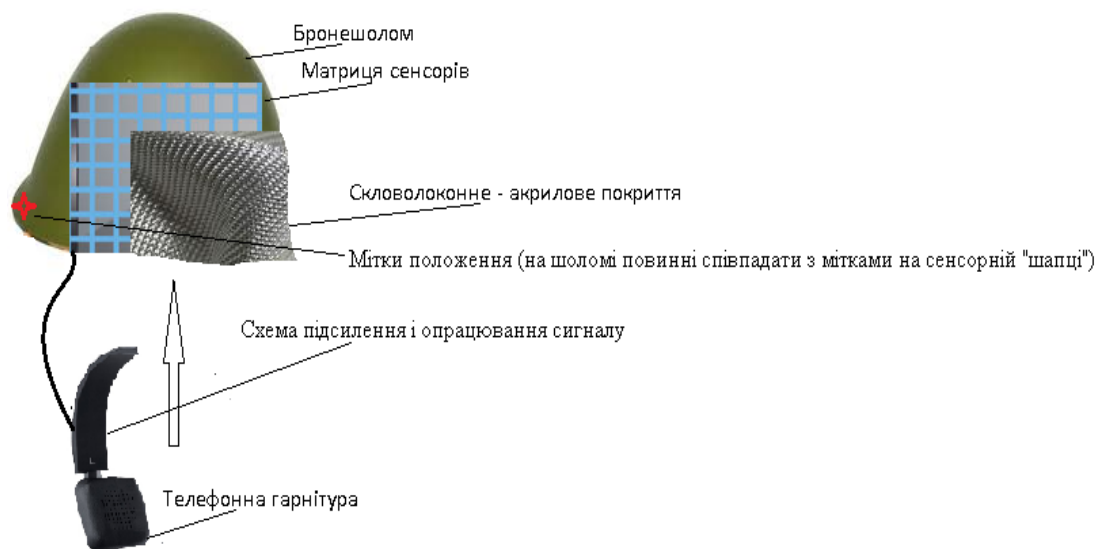 Бронешолом
Матриця сенсорів
Скловолоконне - акрилове покриття
Мітки положення (на шоломі повинні співпадати з мітками на сенсорній "шапці")
Схема підсилення і опрацювання сигналу
L
Телефонна гарнітура